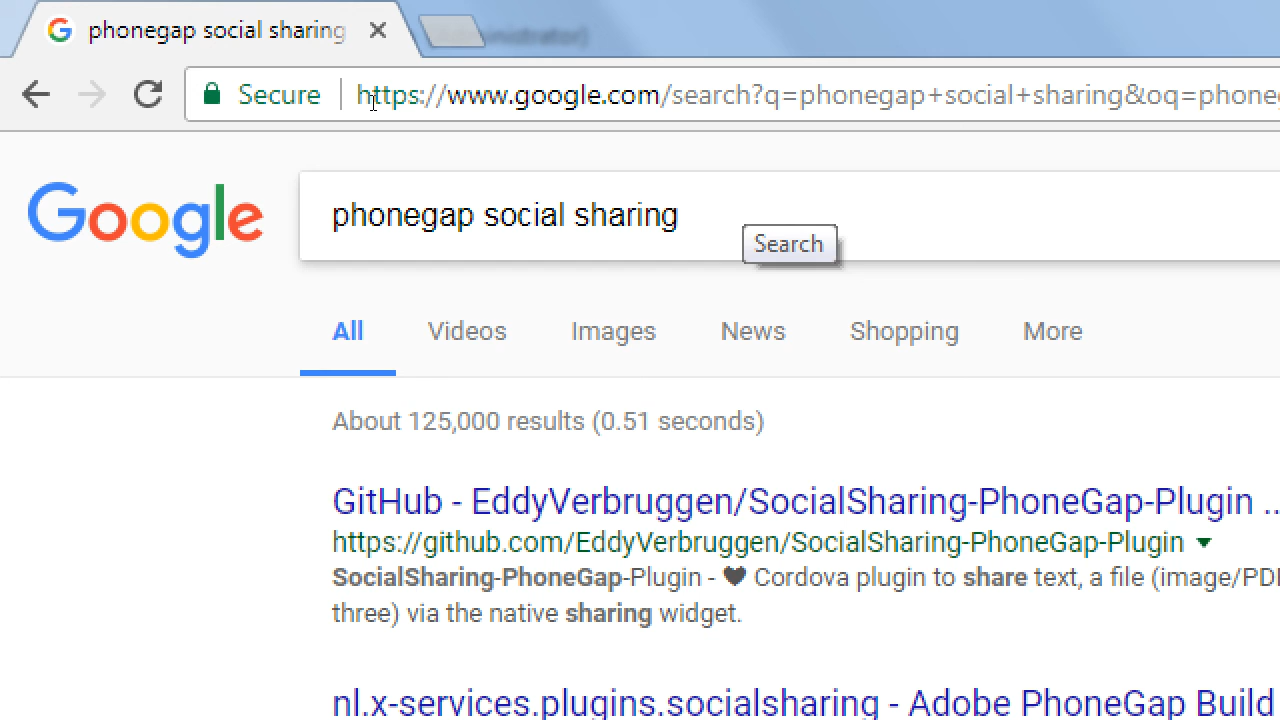 phonegap social sharing
Secure https://www.google.com/search?q=phonegap+social+sharing&oq=phoneg
Google phonegap social sharing
Search
All Videos Images News Shopping More
About 125,000 results (0.51 seconds)
GitHub - EddyVerbruggen/SocialSharing-PhoneGap-Plugin ...
https://github.com/EddyVerbruggen/SocialSharing-PhoneGap-Plugin
SocialSharing-PhoneGap-Plugin - ♥ Cordova plugin to share text, a file (image/PDF
three) via the native sharing widget.
nl.x-services.plugins.socialsharing - Adobe PhoneGap Build